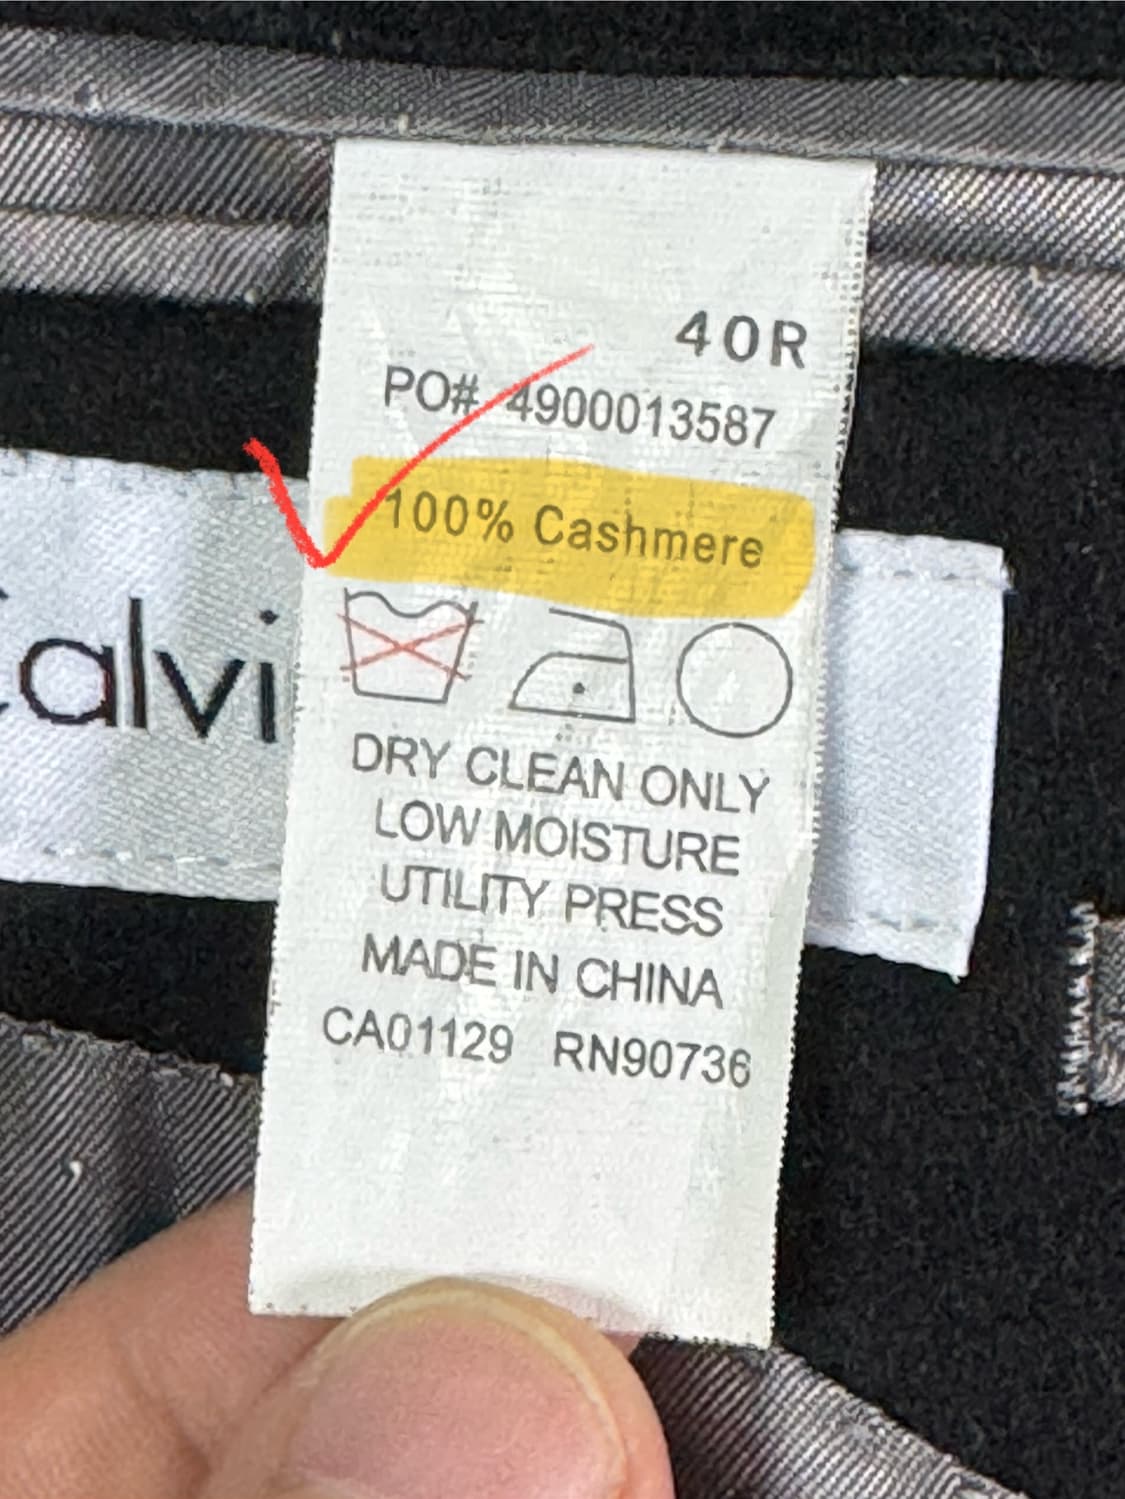 40R
PO# 4900013587
100% Cashmere
Calvi
DRY CLEAN ONLY
LOW MOISTURE
UTILITY PRESS
MADE IN CHINA
CA01129 RN90736